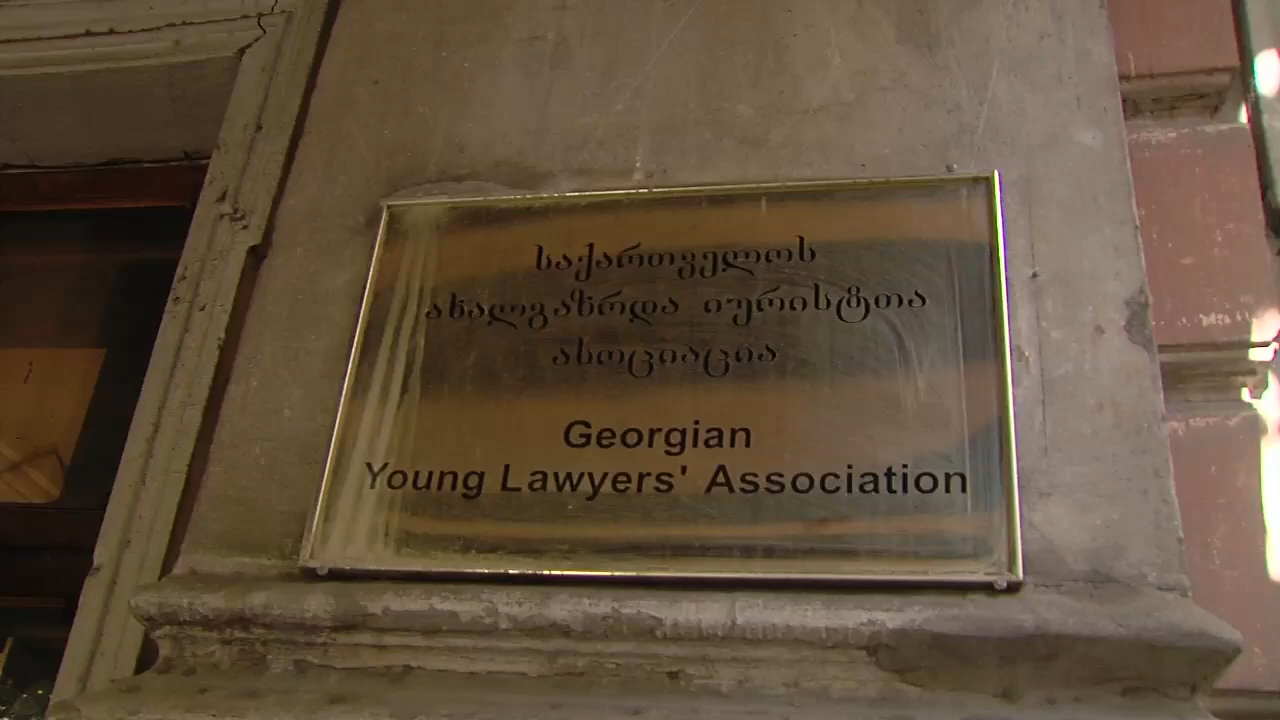 საქართველოს
ახალგაზრდა იურისტთა
ასოციაცია
Georgian
Young Lawyers' Association